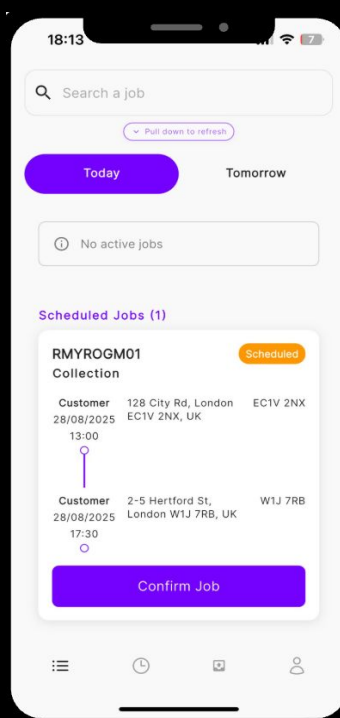 18:13
7
Search a job
Pull down to refresh
Today
Tomorrow
No active jobs
Scheduled Jobs (1)
RMYROGM01
Scheduled
Collection
Customer
28/08/2025
13:00
128 City Rd, London
EC1V 2NX, UK
EC1V 2NX
Customer
28/08/2025
17:30
2-5 Hertford St,
London W1J 7RB, UK
W1J 7RB
Confirm Job